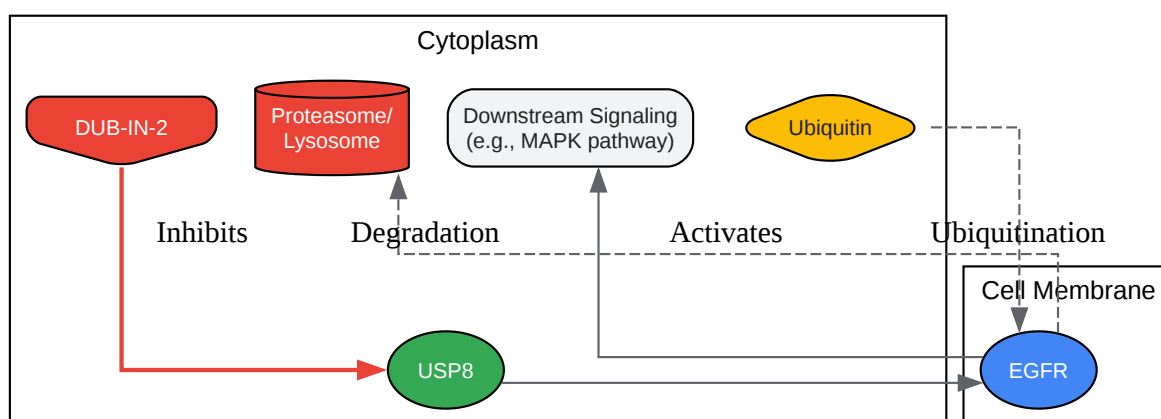 Cytoplasm
DUB-IN-2
Proteasome/
Lysosome
Downstream Signaling
(e.g., MAPK pathway)
Ubiquitin
Inhibits
Degradation
Activates
Ubiquitination
Cell Membrane
USP8
EGFR